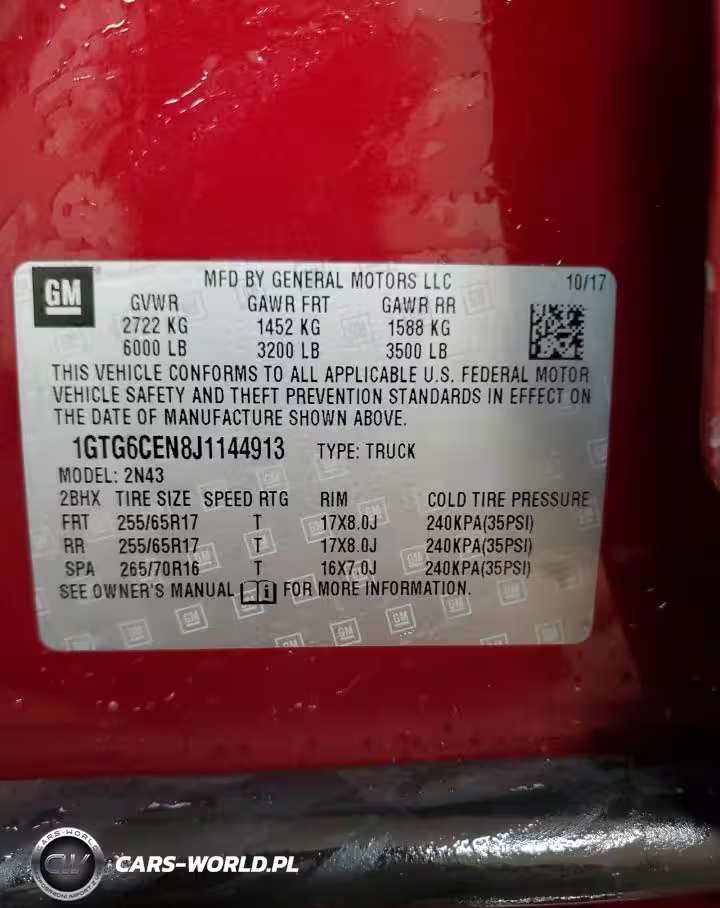 GM
MFD BY GENERAL MOTORS LLC 10/17
GVWR GAWR FRT GAWR RR
2722 KG 1452 KG 1588 KG
6000 LB 3200 LB 3500 LB
THIS VEHICLE CONFORMS TO ALL APPLICABLE U.S. FEDERAL MOTOR
VEHICLE SAFETY AND THEFT PREVENTION STANDARDS IN EFFECT ON
THE DATE OF MANUFACTURE SHOWN ABOVE.
1GTG6CEN8J1144913 TYPE: TRUCK
MODEL: 2N43
2BHX TIRE SIZE SPEED RTG RIM COLD TIRE PRESSURE
FRT 255/65R17 T 17X8.0J 240KPA(35PSI)
RR 255/65R17 T 17X8.0J 240KPA(35PSI)
SPA 265/70R16 T 16X7.0J 240KPA(35PSI)
SEE OWNER'S MANUAL i FOR MORE INFORMATION.
CARS-WORLD
CW
CARS-WORLD.PL